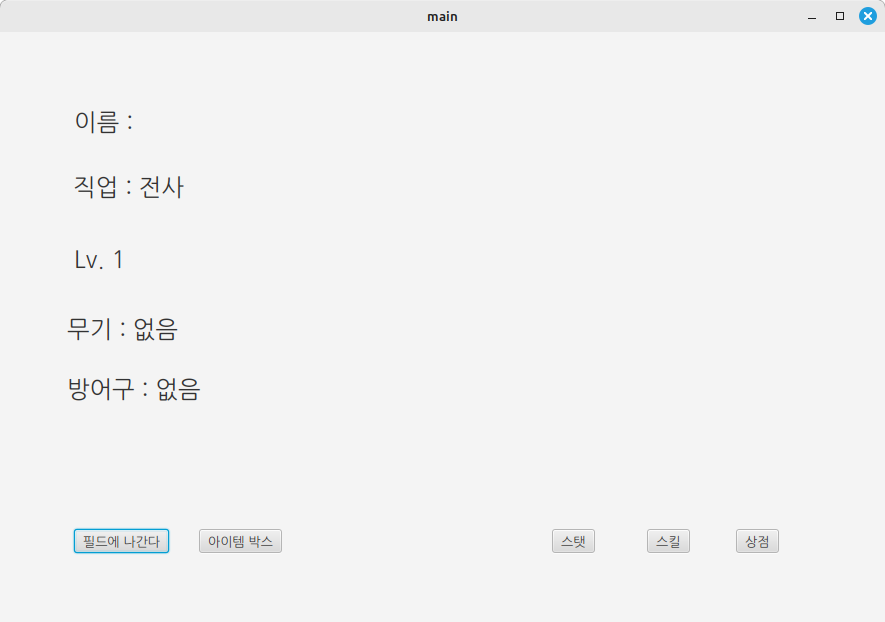 main
이름 :
직업 : 전사
Lv. 1
무기 : 없음
방어구 : 없음
필드에 나간다 아이템 박스 스탯 스킬 상점